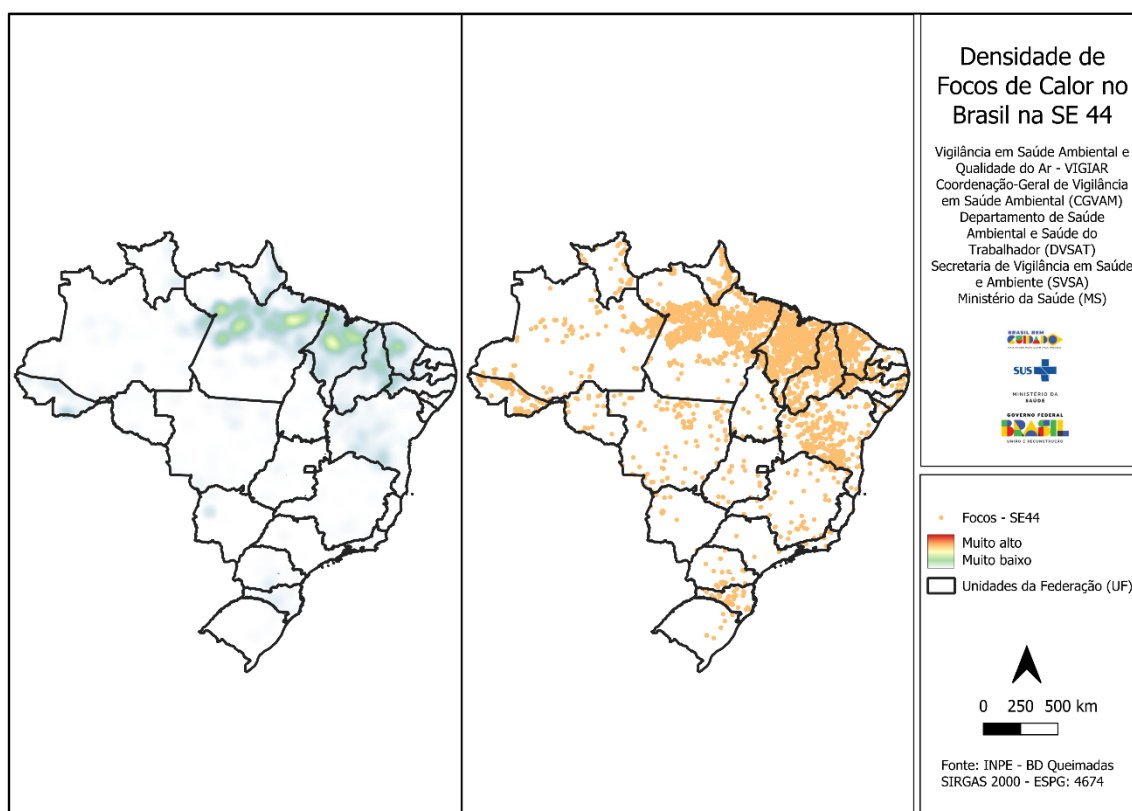 Densidade de
Focos de Calor no
Brasil na SE 44
Vigilância em Saúde Ambiental e
Qualidade do Ar - VIGIAR
Coordenação-Geral de Vigilância
em Saúde Ambiental (CGVAM)
Departamento de Saúde
Ambiental e Saúde do
Trabalhador (DVSAT)
Secretaria de Vigilância em Saúde
e Ambiente (SVSA)
Ministério da Saúde (MS)
BRASIL BEM
CUIDADO
SUS
MINISTÉRIO DA
SAÚDE
GOVERNO FEDERAL
BRASIL
UNIÃO E RECONSTRUÇÃO
Focos - SE44
Muito alto
Muito baixo
Unidades da Federação (UF)
0 250 500 km
Fonte: INPE - BD Queimadas
SIRGAS 2000 - ESPG: 4674